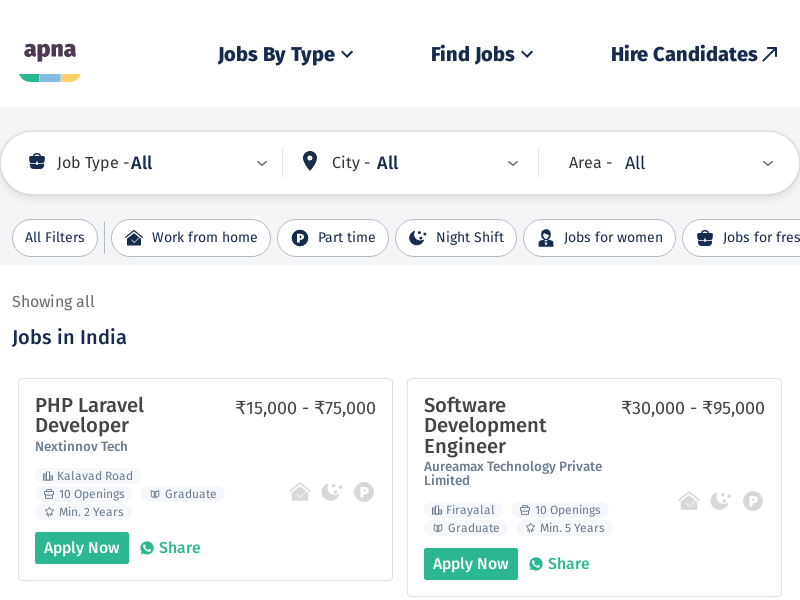 apna
Jobs By Type
Find Jobs
Hire Candidates
Job Type - All
City - All
Area - All
All Filters
Work from home
Part time
Night Shift
Jobs for women
Jobs for fres
Showing all
Jobs in India
PHP Laravel
Developer
₹15,000 - ₹75,000
Nextinnov Tech
Kalavad Road
10 Openings
Graduate
Min. 2 Years
Apply Now
Share
Software
Development
Engineer
₹30,000 - ₹95,000
Aureamax Technology Private
Limited
Firayalal
10 Openings
Graduate
Min. 5 Years
Apply Now
Share